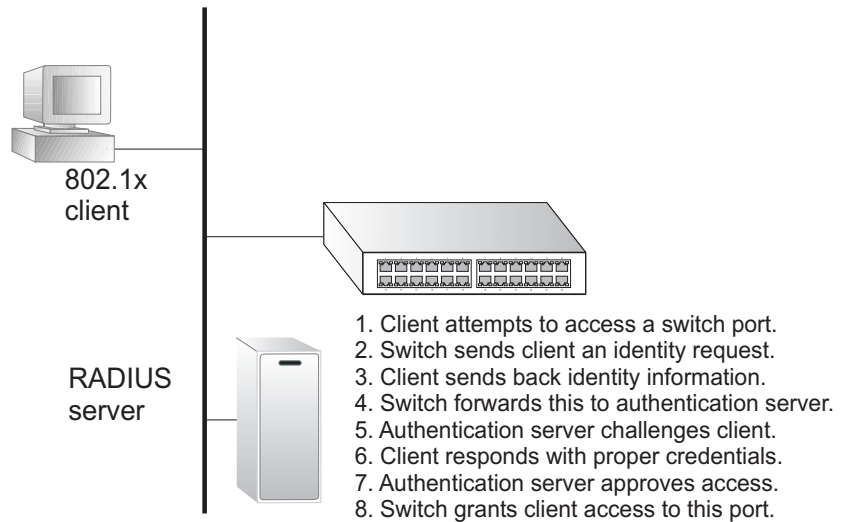 802.1x
client
1. Client attempts to access a switch port.
2. Switch sends client an identity request.
RADIUS
server
3. Client sends back identity information.
4. Switch forwards this to authentication server.
5. Authentication server challenges client.
6. Client responds with proper credentials.
7. Authentication server approves access.
8. Switch grants client access to this port.